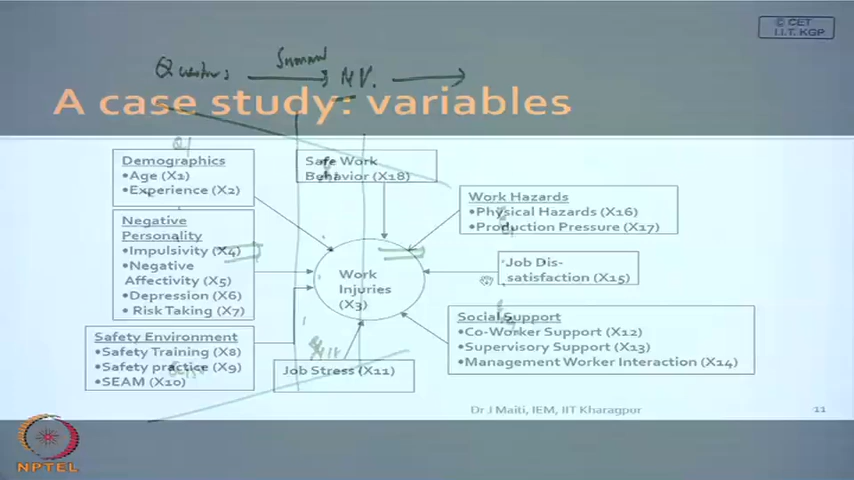 © CET
I.I.T. KGP
A case study: variables
Demographics
•Age (X1)
•Experience (X2)
Negative
Personality
•Impulsivity (X4)
•Negative
Affectivity (X5)
•Depression (X6)
•Risk Taking (X7)
Safety Environment
•Safety Training (X8)
•Safety practice (X9)
•SEAM (X10)
Safe Work
Behavior (X18)
Work
Injuries
(X3)
Job Stress (X11)
Work Hazards
•Physical Hazards (X16)
•Production Pressure (X17)
Job Dis-
satisfaction (X15)
Social Support
•Co-Worker Support (X12)
•Supervisory Support (X13)
•Management Worker Interaction (X14)
Dr J Maiti, IEM, IIT Kharagpur
11
NPTEL